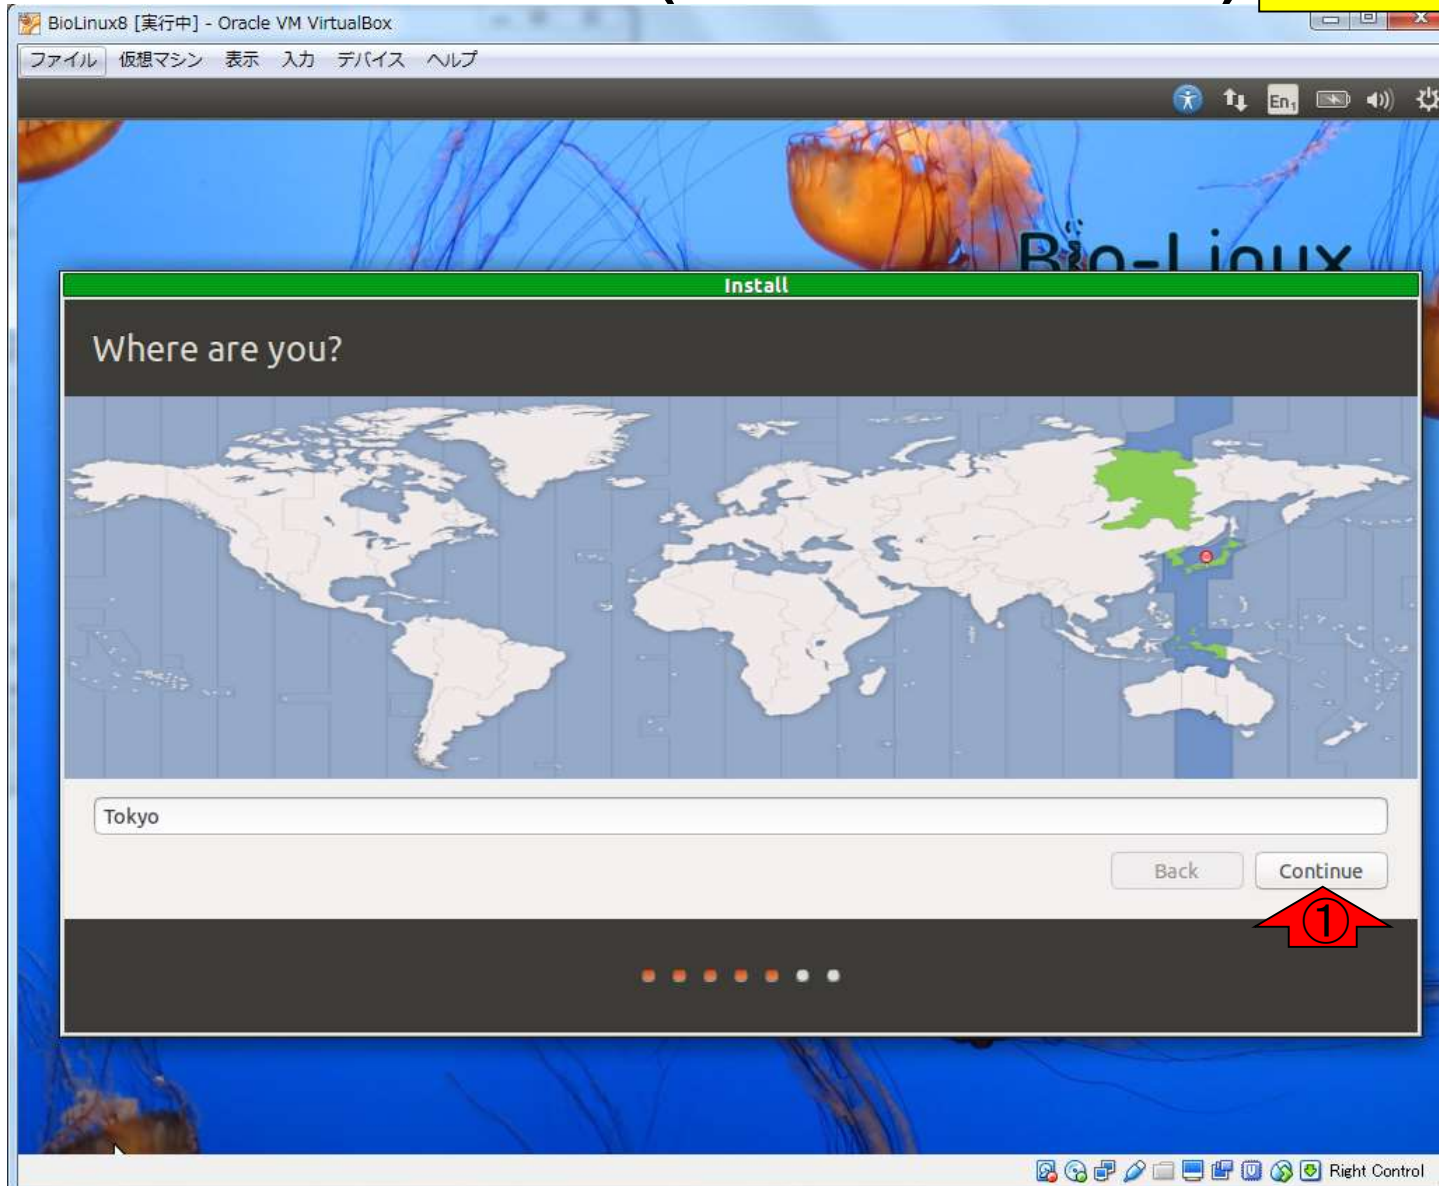 BioLinux8 [実行中] - Oracle VM VirtualBox
ファイル 仮想マシン 表示 入力 デバイス ヘルプ
En1
Bio-Linux
Install
Where are you?
Tokyo
Back Continue
①
Right Control